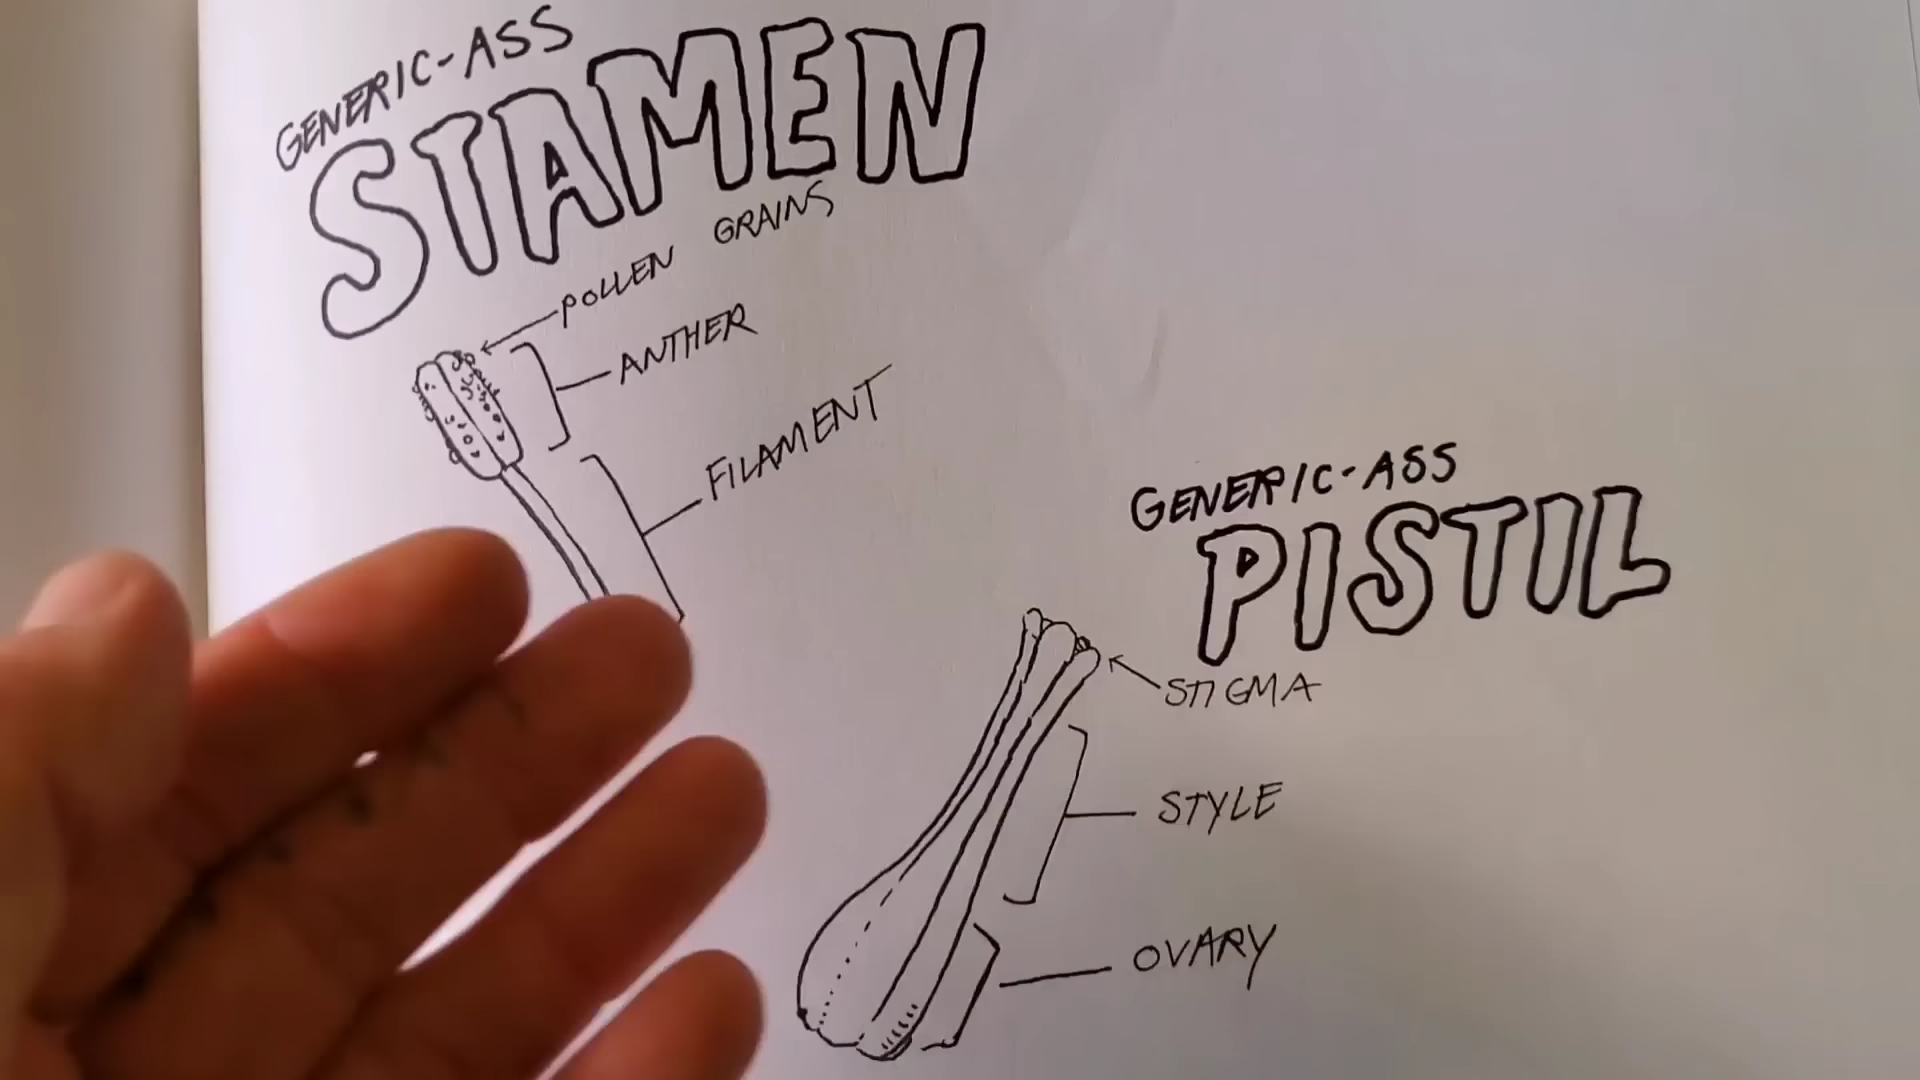 GENERIC-ASS
STAMEN
POLLEN GRAINS
ANTHER
FILAMENT
GENERIC-ASS
PISTIL
STIGMA
STYLE
OVARY